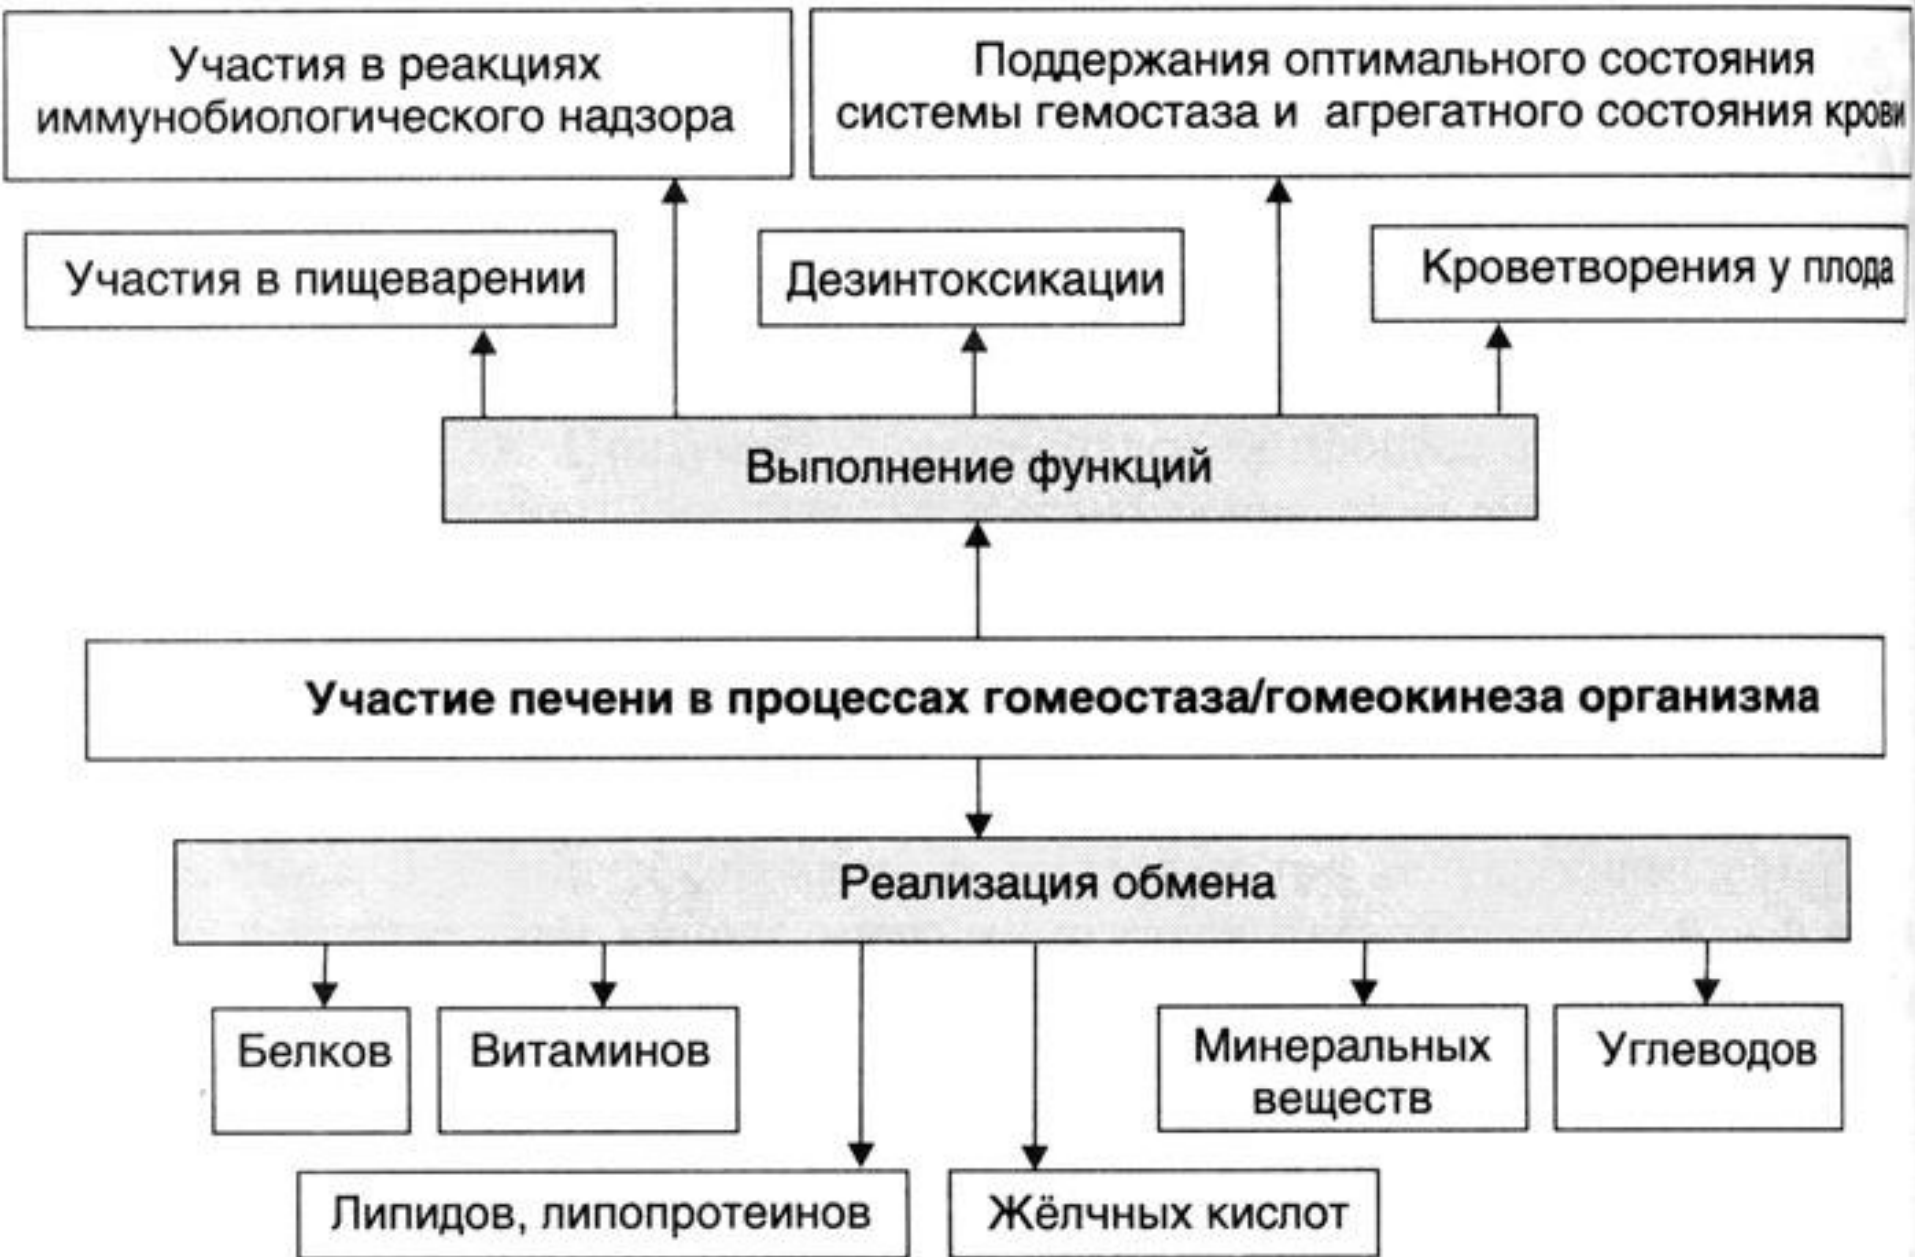 Участия в реакциях
иммунобиологического надзора
Поддержания оптимального состояния
системы гемостаза и агрегатного состояния крови
Участия в пищеварении
Дезинтоксикации
Кроветворения у плода
Выполнение функций
Участие печени в процессах гомеостаза/гомеокинеза организма
Реализация обмена
Белков
Витаминов
Минеральных
веществ
Углеводов
Липидов, липопротеинов
Жёлчных кислот